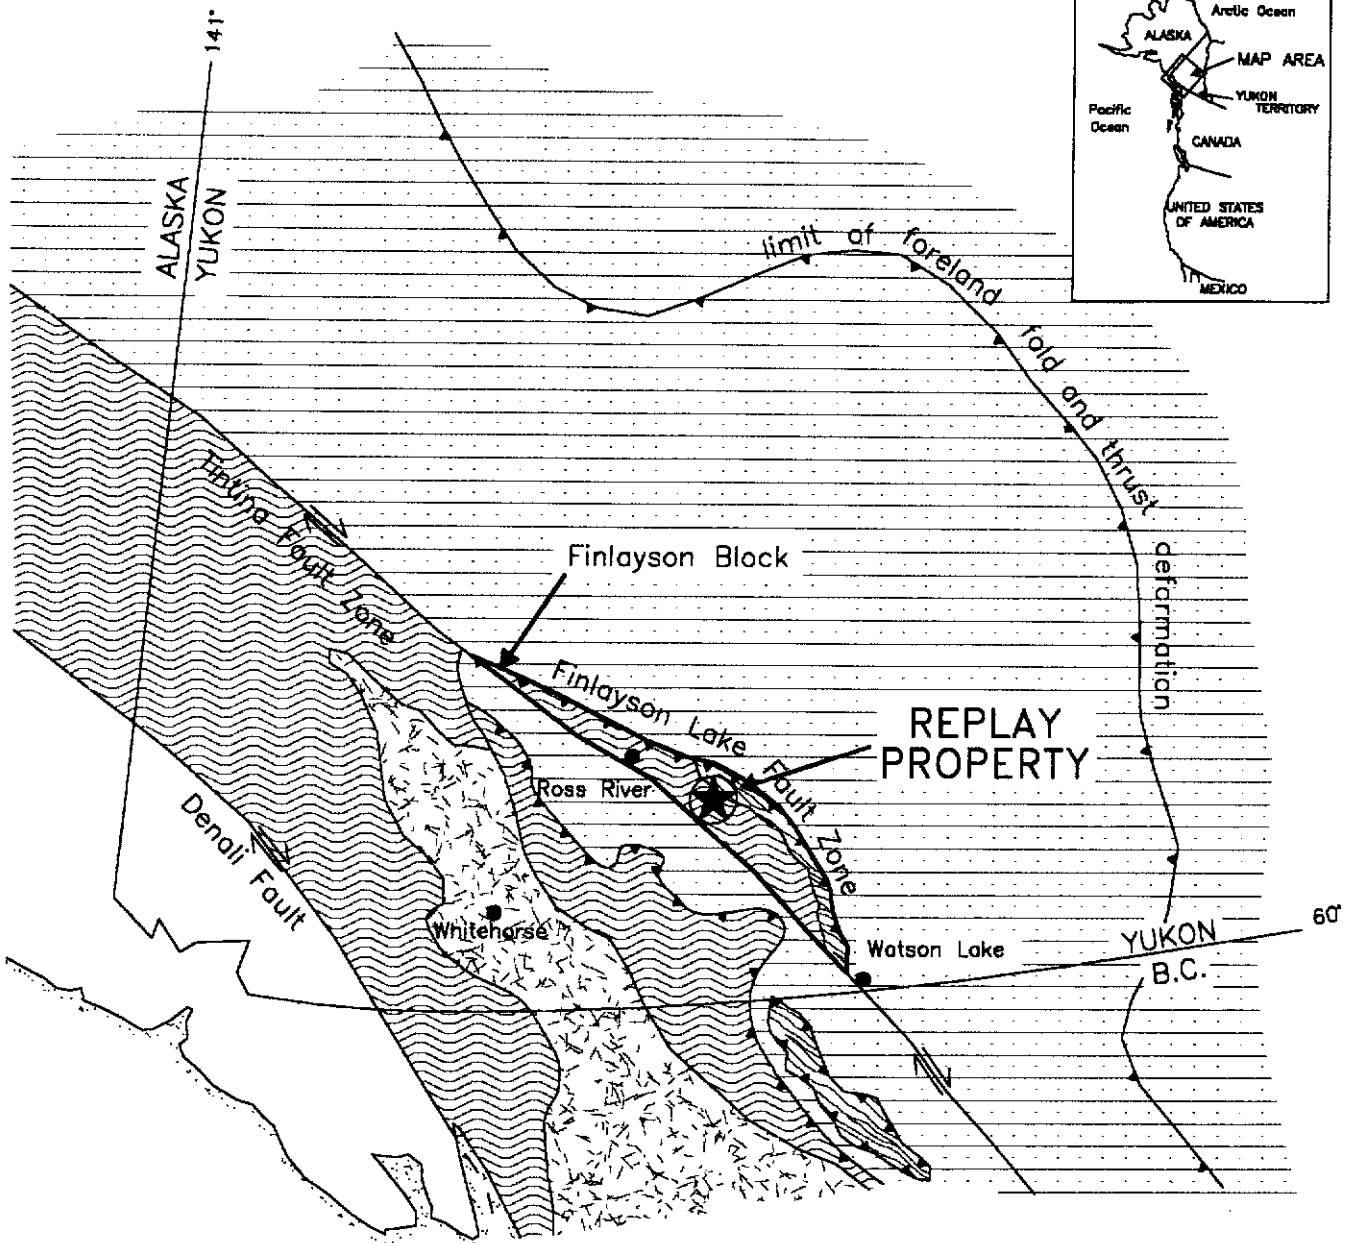 141°
Arctic Ocean
ALASKA
MAP AREA
YUKON
TERRITORY
Pacific
Ocean
CANADA
UNITED STATES
OF AMERICA
MEXICO
ALASKA
YUKON
limit of foreland fold and thrust deformation
Tintina Fault Zone
Finlayson Block
Finlayson Lake Fault Zone
REPLAY
PROPERTY
Ross River
Denali Fault
Whitehorse
Watson Lake
YUKON
B.C.
60°